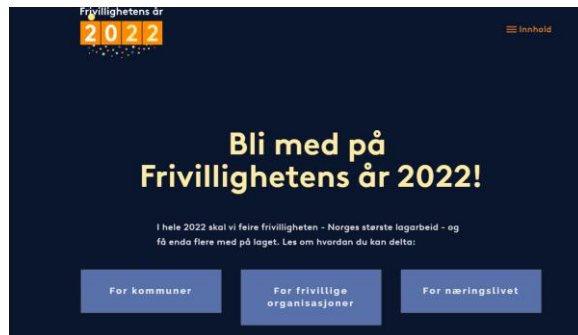 Frivillighetens år
2022
Innhold
Bli med på
Frivillighetens år 2022!
I hele 2022 skal vi feire frivilligheten - Norges største lagarbeid - og
få enda flere med på laget. Les om hvordan du kan delta:
For kommuner
For frivillige
organisasjoner
For næringslivet